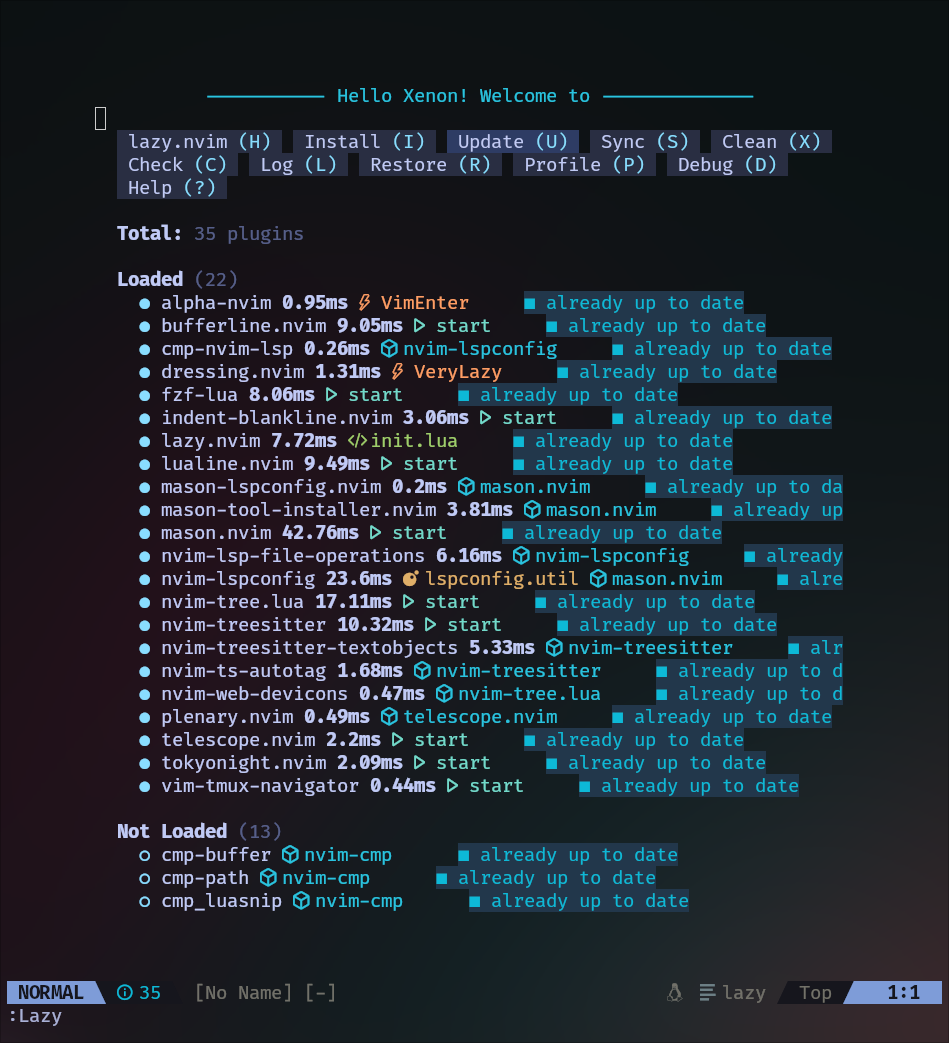 Hello Xenon! Welcome to
lazy.nvim (H) Install (I) Update (U) Sync (S) Clean (X)
Check (C) Log (L) Restore (R) Profile (P) Debug (D)
Help (?)
Total: 35 plugins
Loaded (22)
● alpha-nvim 0.95ms VimEnter ■ already up to date
● bufferline.nvim 9.05ms start ■ already up to date
● cmp-nvim-lsp 0.26ms nvim-lspconfig ■ already up to date
● dressing.nvim 1.31ms VeryLazy ■ already up to date
● fzf-lua 8.06ms start ■ already up to date
● indent-blankline.nvim 3.06ms start ■ already up to date
● lazy.nvim 7.72ms </> init.lua ■ already up to date
● lualine.nvim 9.49ms start ■ already up to date
● mason-lspconfig.nvim 0.2ms mason.nvim ■ already up to da
● mason-tool-installer.nvim 3.81ms mason.nvim ■ already up
● mason.nvim 42.76ms start ■ already up to date
● nvim-lsp-file-operations 6.16ms nvim-lspconfig ■ already
● nvim-lspconfig 23.6ms lspconfig.util mason.nvim ■ alre
● nvim-tree.lua 17.11ms start ■ already up to date
● nvim-treesitter 10.32ms start ■ already up to date
● nvim-treesitter-textobjects 5.33ms nvim-treesitter ■ alr
● nvim-ts-autotag 1.68ms nvim-treesitter ■ already up to d
● nvim-web-devicons 0.47ms nvim-tree.lua ■ already up to d
● plenary.nvim 0.49ms telescope.nvim ■ already up to date
● telescope.nvim 2.2ms start ■ already up to date
● tokyonight.nvim 2.09ms start ■ already up to date
● vim-tmux-navigator 0.44ms start ■ already up to date
Not Loaded (13)
○ cmp-buffer nvim-cmp ■ already up to date
○ cmp-path nvim-cmp ■ already up to date
○ cmp_luasnip nvim-cmp ■ already up to date
NORMAL 35 [No Name] [-] lazy Top 1:1
:Lazy